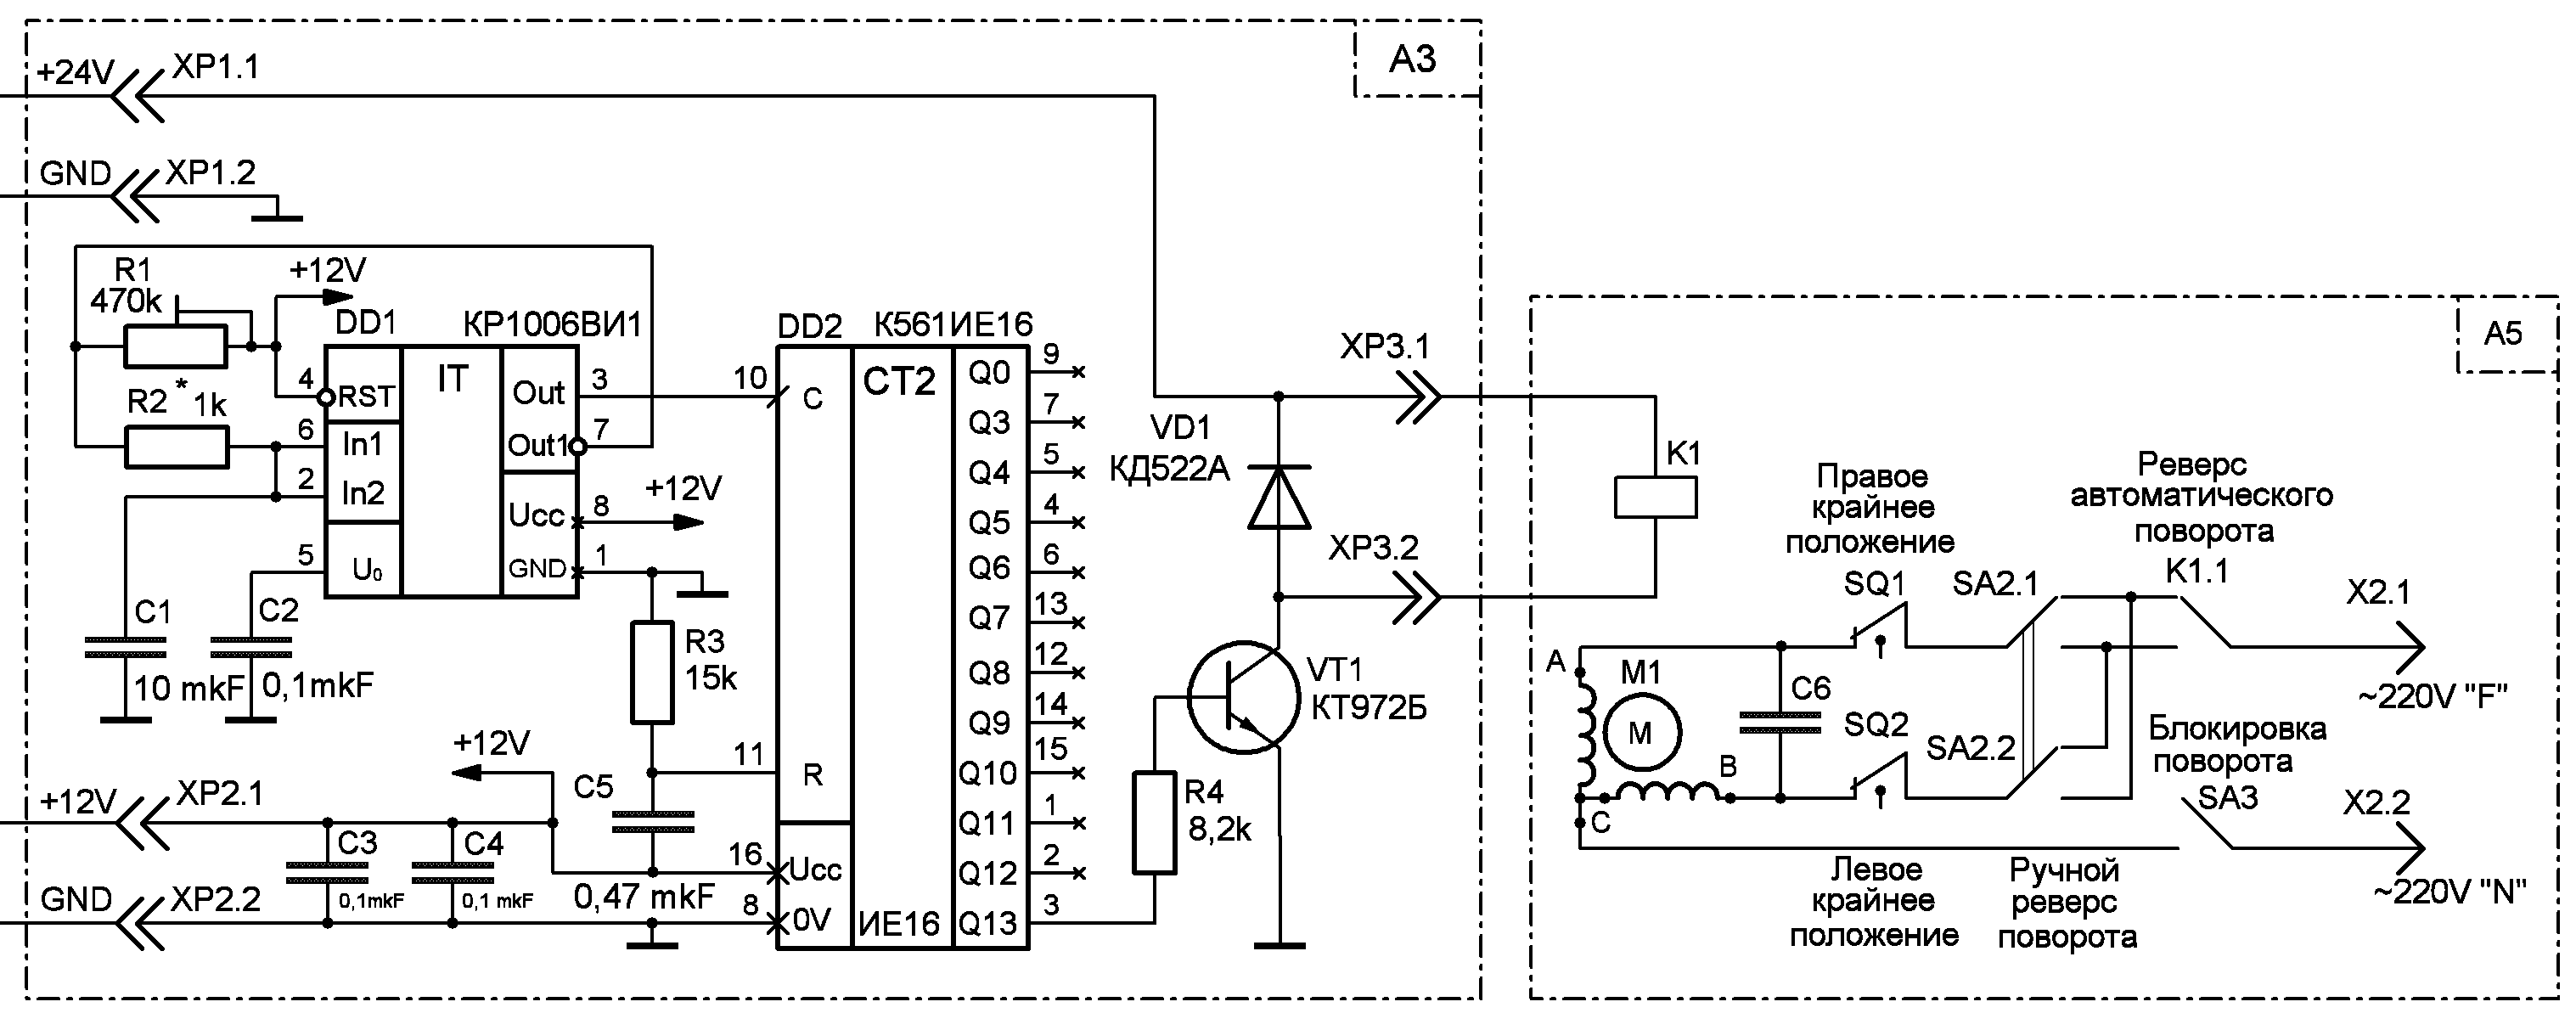 +24V
XP1.1
A3
GND
XP1.2
R1
470k
+12V
DD1
КР1006ВИ1
R2 * 1k
4
RST
IT
Out
3
6
In1
Out1
7
2
In2
Ucc
8
+12V
5
U₀
GND
1
C1
10 mkF
C2
0,1mkF
R3
15k
+12V
+12V
XP2.1
C3
0,1mkF
C4
0,1 mkF
C5
0,47 mkF
GND
XP2.2
DD2
К561ИЕ16
10
C
CT2
11
R
16
Ucc
8
0V
ИЕ16
Q0
9
Q3
7
Q4
5
Q5
4
Q6
6
Q7
13
Q8
12
Q9
14
Q10
15
Q11
1
Q12
2
Q13
3
VD1
КД522А
VT1
КТ972Б
R4
8,2k
XP3.1
XP3.2
A5
K1
Правое
крайнее
положение
SQ1
SA2.1
Реверс
автоматического
поворота
K1.1
X2.1
~220V "F"
A
M1
M
B
C
C6
SQ2
SA2.2
Блокировка
поворота
SA3
X2.2
~220V "N"
Левое
крайнее
положение
Ручной
реверс
поворота